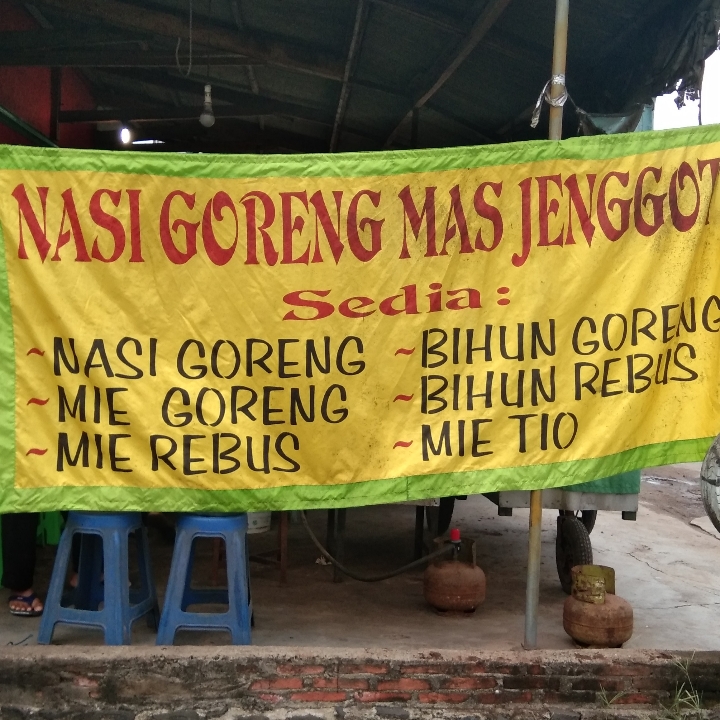 NASI GORENG MAS JENGGOT
Sedia :
~NASI GORENG
~MIE GORENG
~MIE REBUS
~BIHUN GORENG
~BIHUN REBUS
~MIE TIO